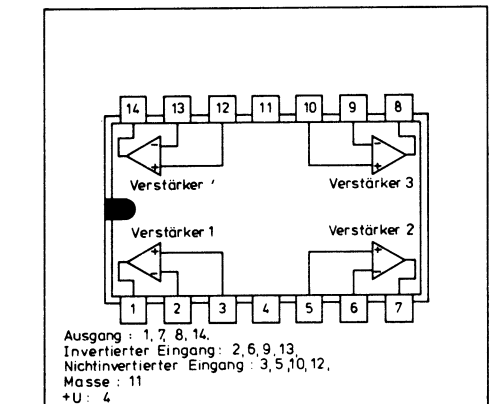 14 13 12 11 10 9 8
- + - +
Verstärker Verstärker 3
Verstärker 1 Verstärker 2
+ - + -
1 2 3 4 5 6 7
Ausgang : 1, 7, 8, 14.
Invertierter Eingang : 2, 6, 9, 13,
Nichtinvertierter Eingang : 3, 5, 10, 12,
Masse : 11
+U : 4